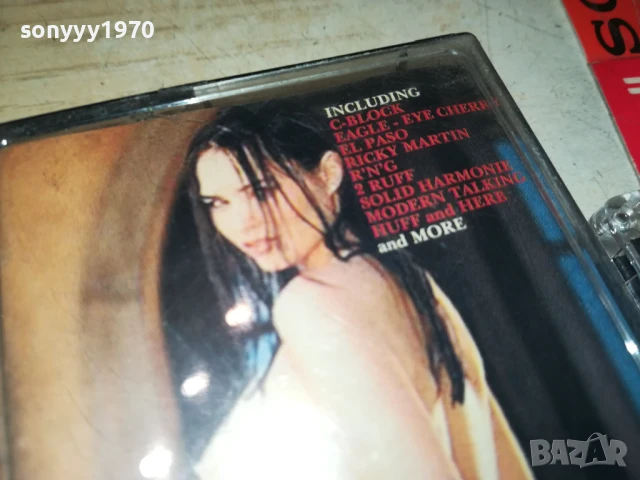 sonyyy1970
INCLUDING
C-BLOCK
EAGLE - EYE CHERRY
EL PASO
RICKY MARTIN
R'N'G
2 RUFF
SOLID HARMONIE
MODERN TALKING
HUFF and HERB
and MORE
BAZAR